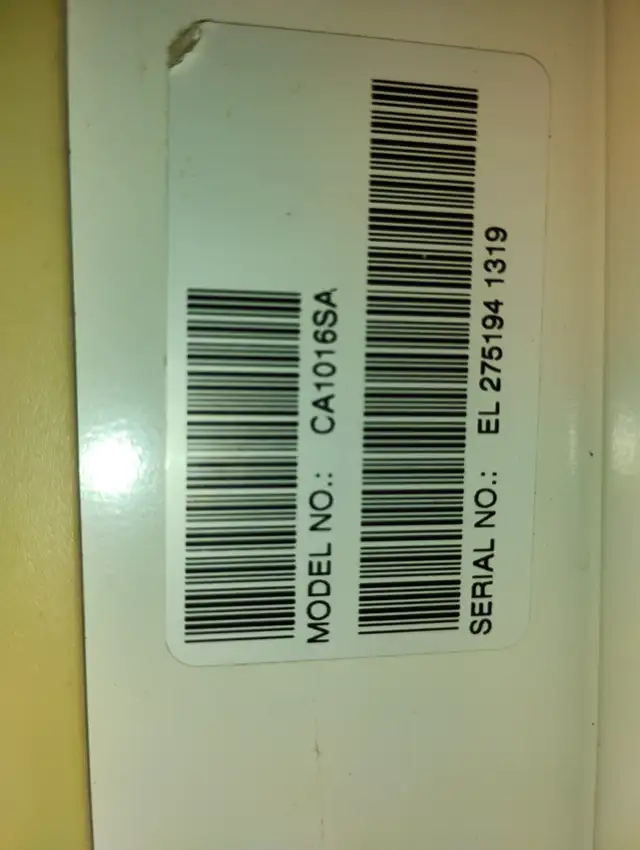 MODEL NO.: CA1016SA
SERIAL NO.: EL 275194 1319